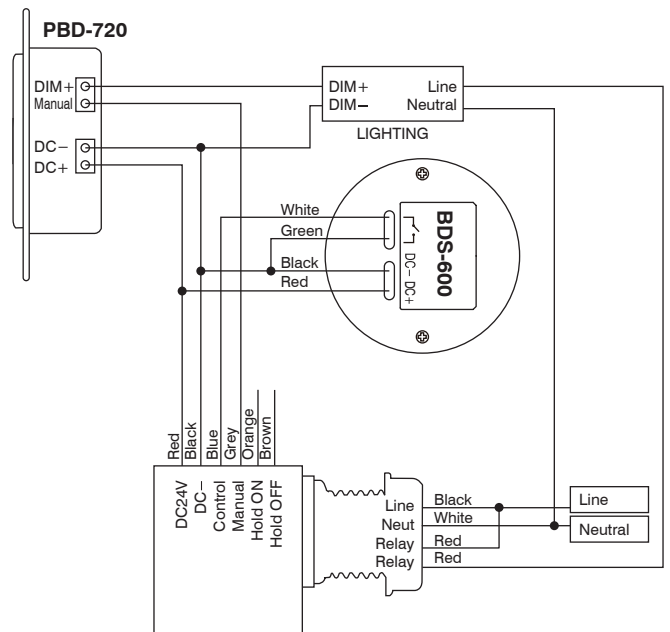 PBD-720
DIM+
Manual
DC−
DC+
DIM+ Line
DIM− Neutral
LIGHTING
White
Green
Black
Red
BDS-600
DC− DC+
Red
Black
Blue
Grey
Orange
Brown
DC24V
DC−
Control
Manual
Hold ON
Hold OFF
Line Black Line
Neut White Neutral
Relay Red
Relay Red